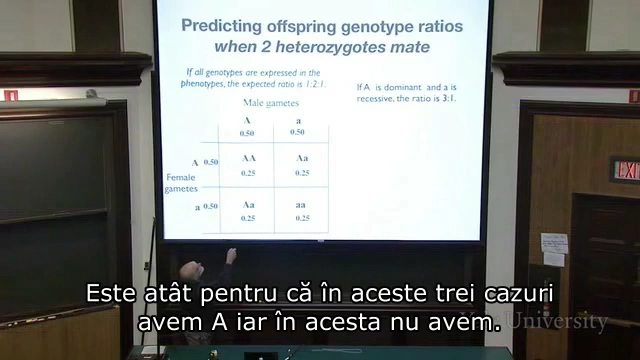 Predicting offspring genotype ratios
when 2 heterozygotes mate
If all genotypes are expressed in the
phenotypes, the expected ratio is 1:2:1.
If A is dominant and a is
recessive, the ratio is 3:1.
Male gametes
A a
0.50 0.50
A 0.50 AA Aa
0.25 0.25
Female
gametes
a 0.50 Aa aa
0.25 0.25
EXIT
Este atât pentru că în aceste trei cazuri
avem A iar în acesta nu avem.
University